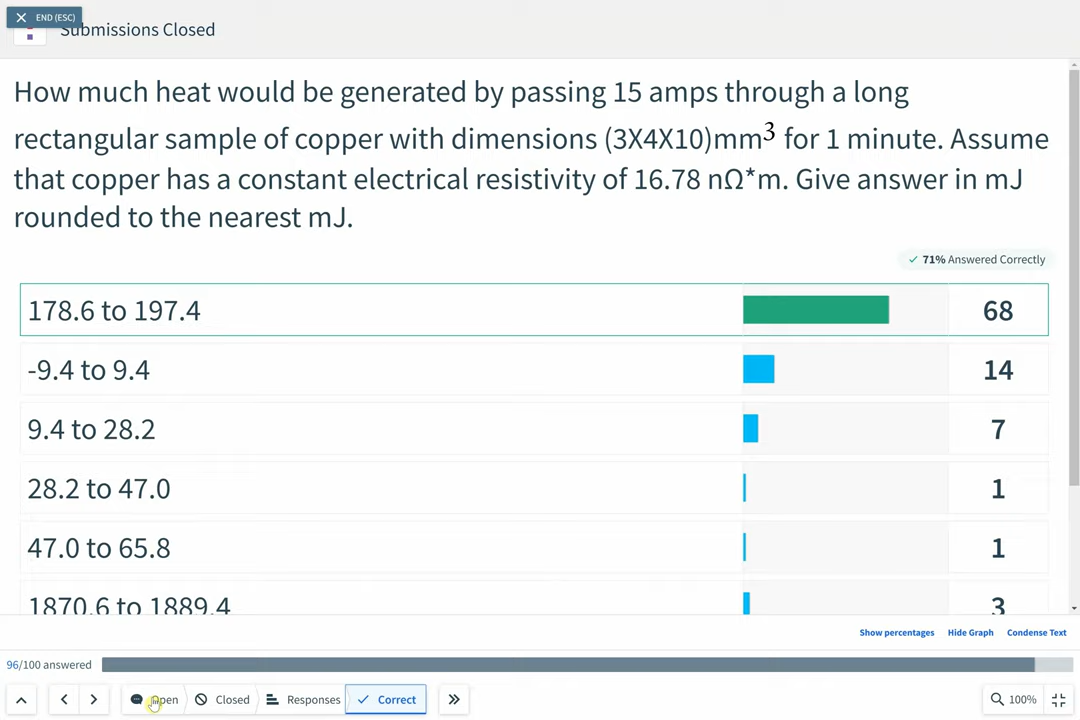 END (ESC)
Submissions Closed
How much heat would be generated by passing 15 amps through a long
rectangular sample of copper with dimensions (3X4X10)mm³ for 1 minute. Assume
that copper has a constant electrical resistivity of 16.78 nΩ*m. Give answer in mJ
rounded to the nearest mJ.
71% Answered Correctly
178.6 to 197.4 68
-9.4 to 9.4 14
9.4 to 28.2 7
28.2 to 47.0 1
47.0 to 65.8 1
1870.6 to 1889.4 3
Show percentages Hide Graph Condense Text
96/100 answered
Open Closed Responses Correct 100%